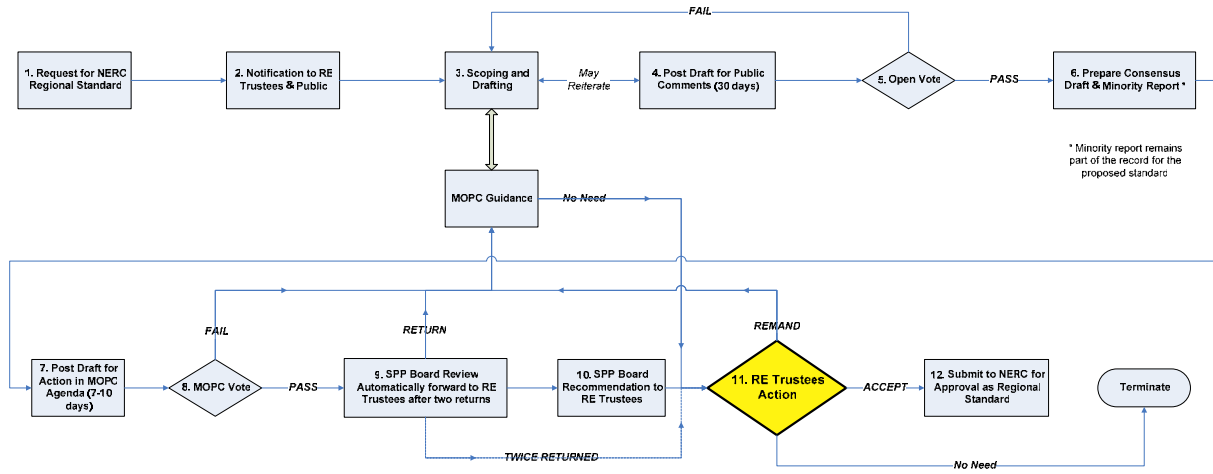 FAIL
1. Request for NERC
Regional Standard
2. Notification to RE
Trustees & Public
3. Scoping and
Drafting
May
Reiterate
4. Post Draft for Public
Comments (30 days)
5. Open Vote
PASS
6. Prepare Consensus
Draft & Minority Report *
* Minority report remains
part of the record for the
proposed standard
MOPC Guidance
No Need
FAIL
RETURN
REMAND
7. Post Draft for
Action in MOPC
Agenda (7-10
days)
8. MOPC Vote
PASS
9. SPP Board Review
Automatically forward to RE
Trustees after two returns
10. SPP Board
Recommendation to
RE Trustees
11. RE Trustees
Action
ACCEPT
12. Submit to NERC for
Approval as Regional
Standard
Terminate
TWICE RETURNED
No Need